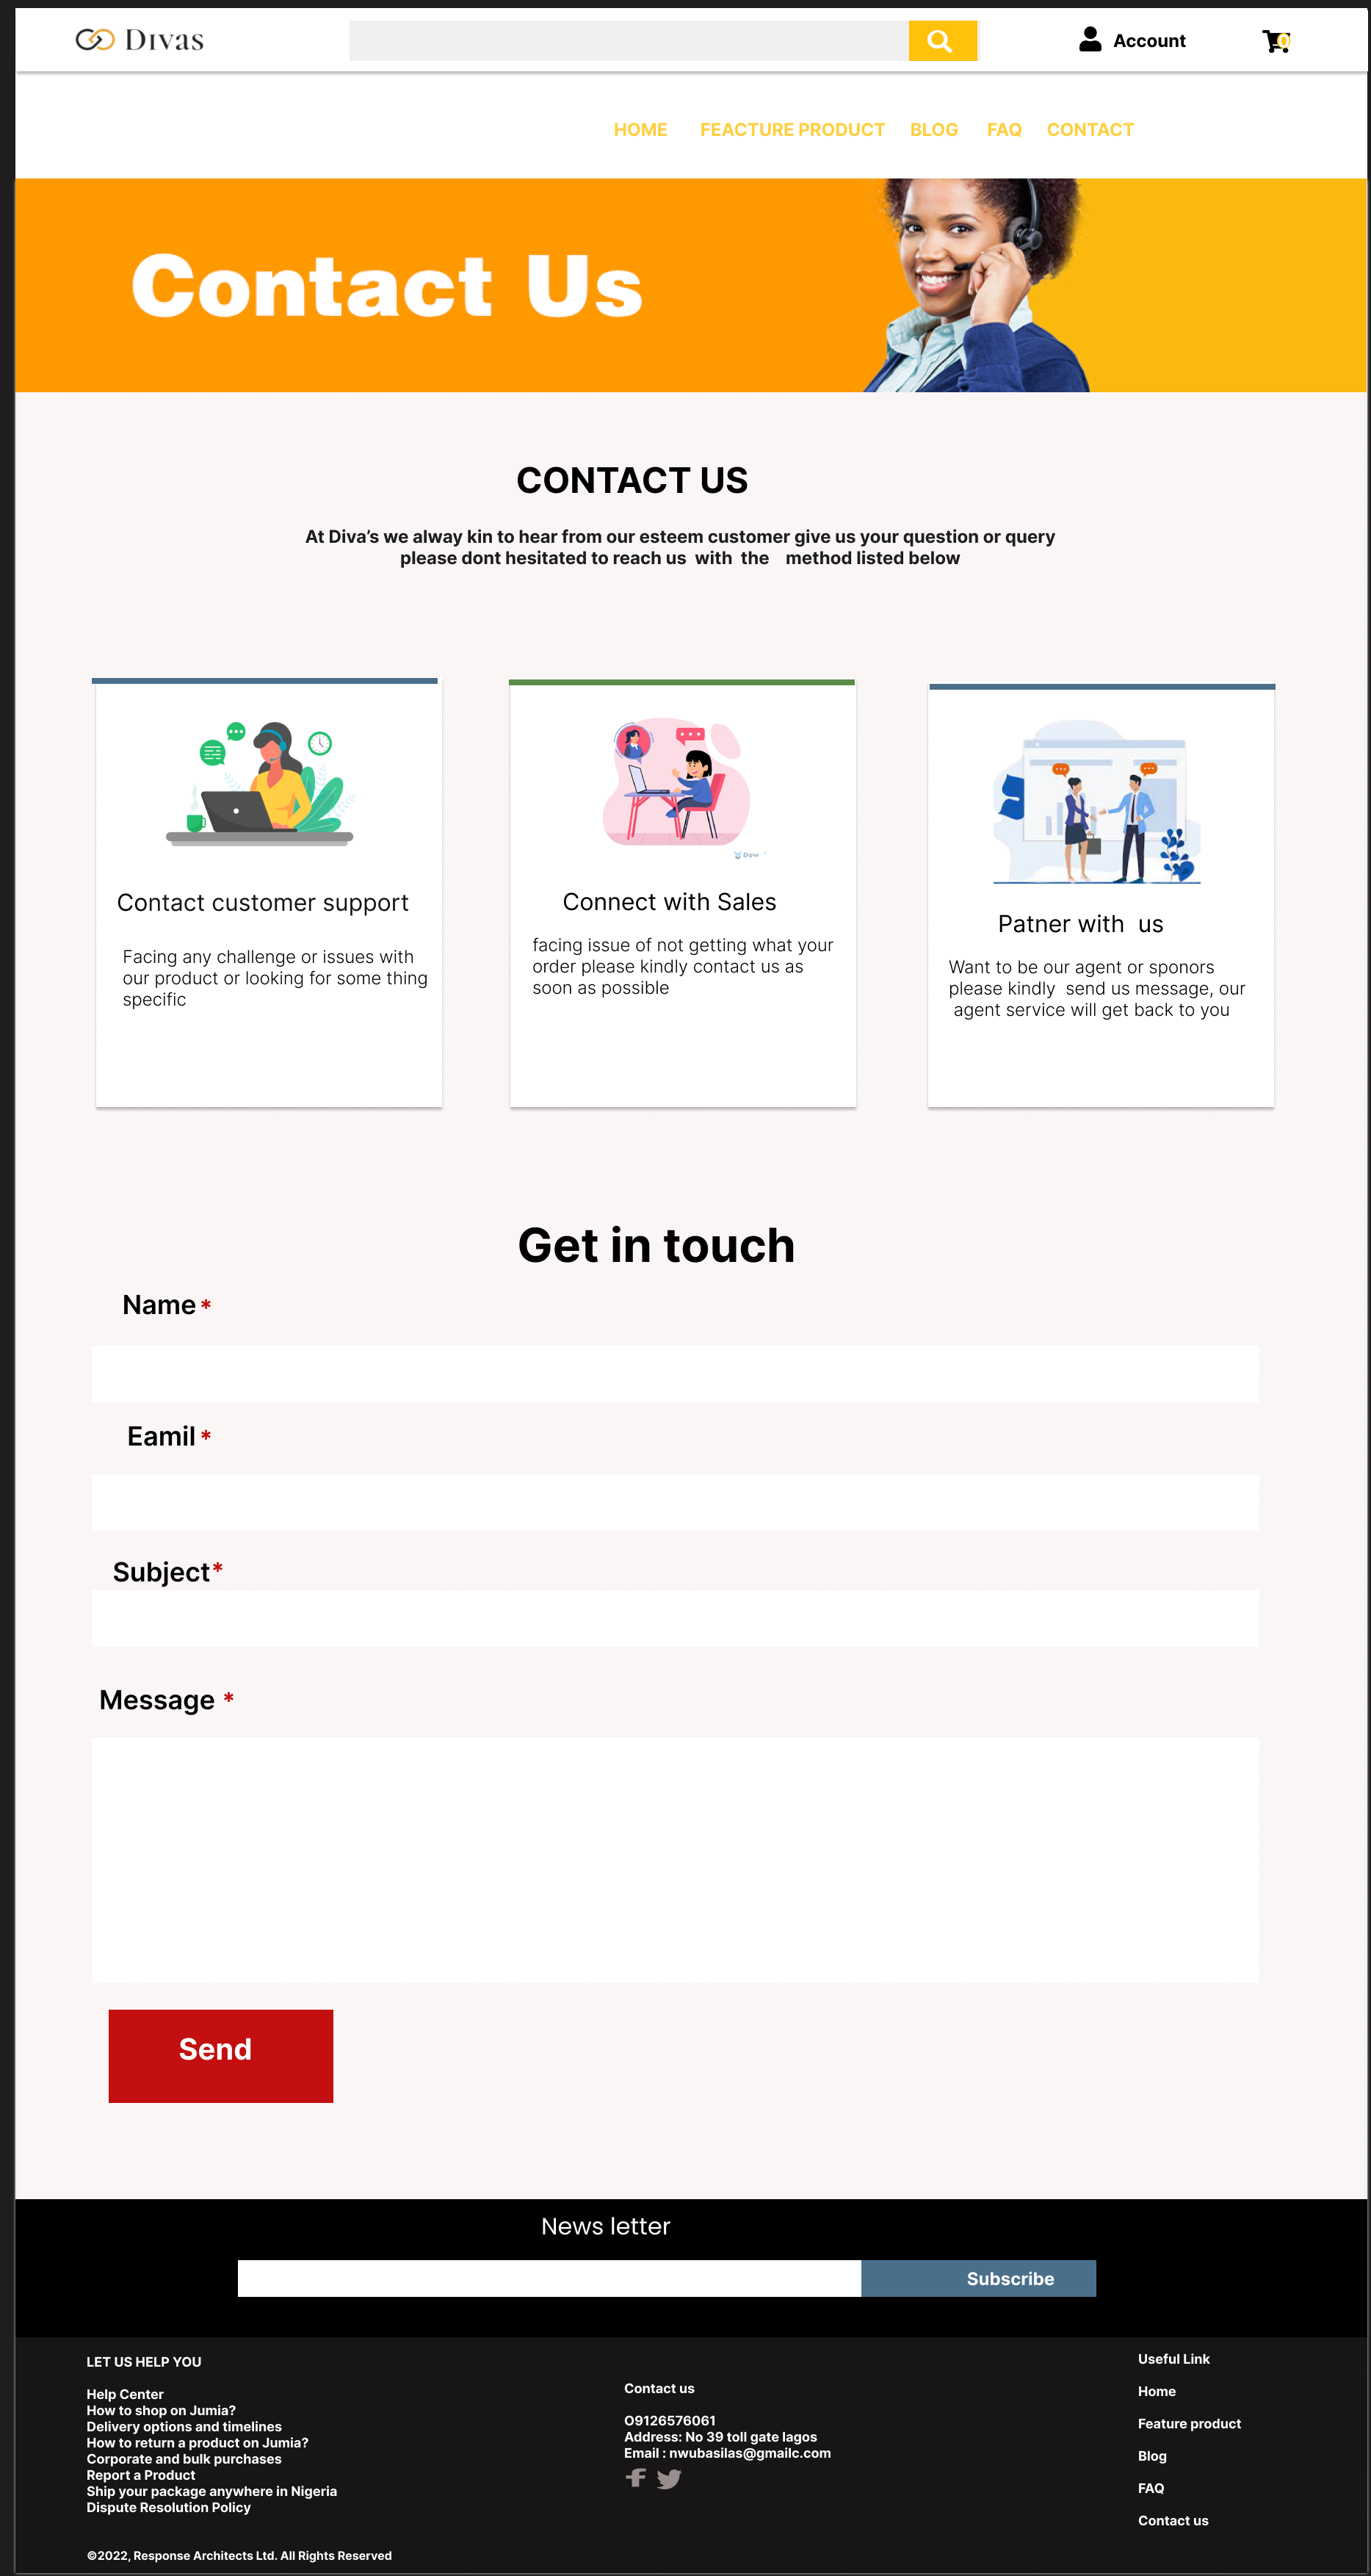 Divas
Account
0
HOME FEACTURE PRODUCT BLOG FAQ CONTACT
Contact Us
CONTACT US
At Diva’s we alway kin to hear from our esteem customer give us your question or query
please dont hesitated to reach us with the method listed below
Dow
Contact customer support
Facing any challenge or issues with
our product or looking for some thing
specific
Connect with Sales
facing issue of not getting what your
order please kindly contact us as
soon as possible
Patner with us
Want to be our agent or sponors
please kindly send us message, our
agent service will get back to you
Get in touch
Name *
Eamil *
Subject*
Message *
Send
News letter
Subscribe
LET US HELP YOU
Help Center
How to shop on Jumia?
Delivery options and timelines
How to return a product on Jumia?
Corporate and bulk purchases
Report a Product
Ship your package anywhere in Nigeria
Dispute Resolution Policy
©2022, Response Architects Ltd. All Rights Reserved
Contact us
O9126576061
Address: No 39 toll gate lagos
Email : nwubasilas@gmailc.com
Useful Link
Home
Feature product
Blog
FAQ
Contact us